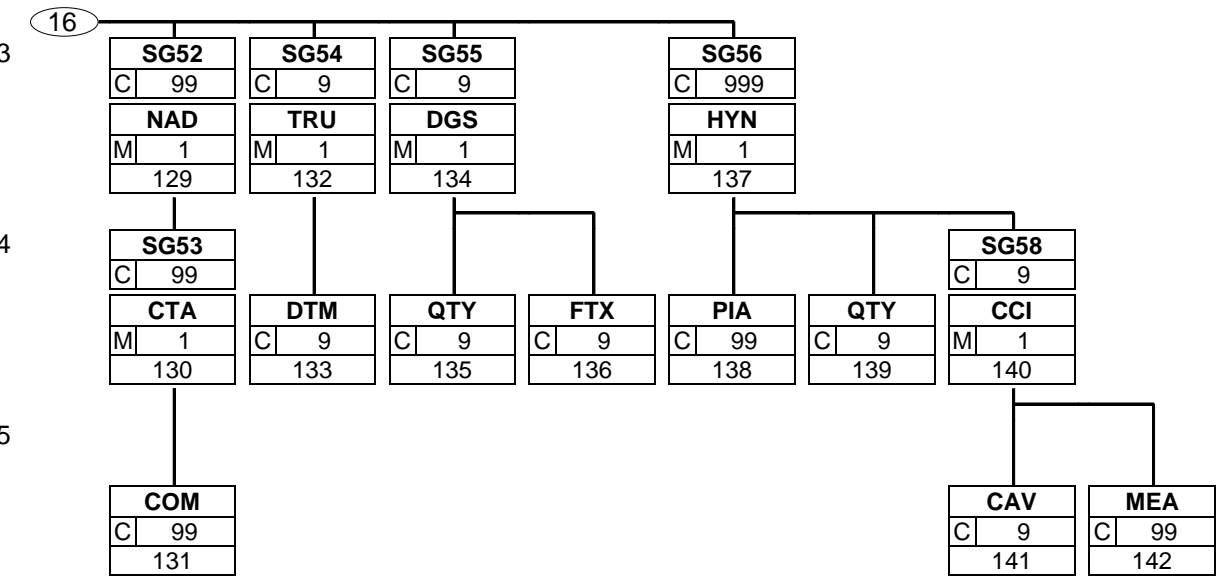 16
3
SG52 SG54 SG55 SG56
C 99 C 9 C 9 C 999
NAD TRU DGS HYN
M 1 M 1 M 1 M 1
129 132 134 137
4
SG53 SG58
C 99 C 9
CTA DTM QTY FTX PIA QTY CCI
M 1 C 9 C 9 C 9 C 99 C 9 M 1
130 133 135 136 138 139 140
5
COM CAV MEA
C 99 C 9 C 99
131 141 142